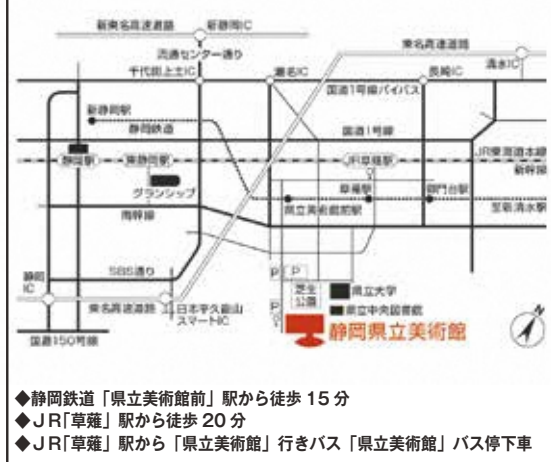 新東名高速道路
新静岡IC
東名高速道路
流通センター通り
清水IC
千代田上土IC
瀬名IC
長崎IC
国道1号線バイパス
新静岡駅
静岡鉄道
国道1号線
JR東海道本線
静岡駅
東静岡駅
JR草薙駅
新幹線
グランシップ
草薙駅
御門台駅
県立美術館前駅
至新清水駅
南幹線
静岡IC
SBS通り
P
P
芝生公園
県立大学
東名高速道路
日本平久能山
スマートIC
P
県立中央図書館
静岡県立美術館
N
国道150号線
◆静岡鉄道「県立美術館前」駅から徒歩 15 分
◆ＪＲ「草薙」駅から徒歩 20 分
◆ＪＲ「草薙」駅から「県立美術館」行きバス「県立美術館」バス停下車